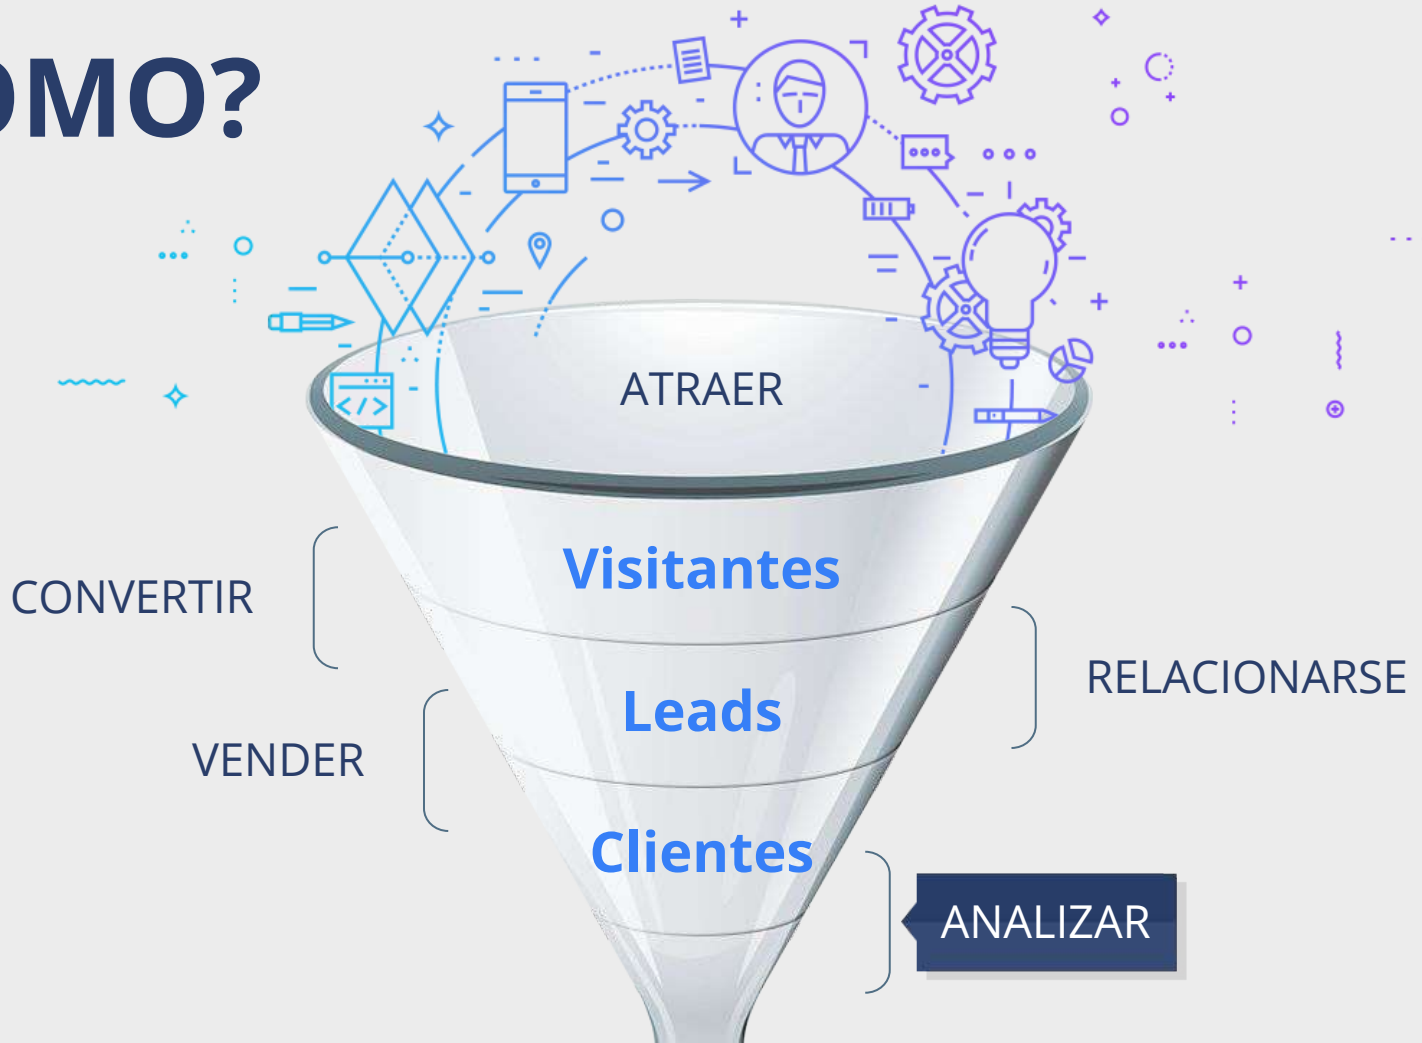 OMO?
ATRAER
Visitantes
CONVERTIR
RELACIONARSE
Leads
VENDER
Clientes
ANALIZAR